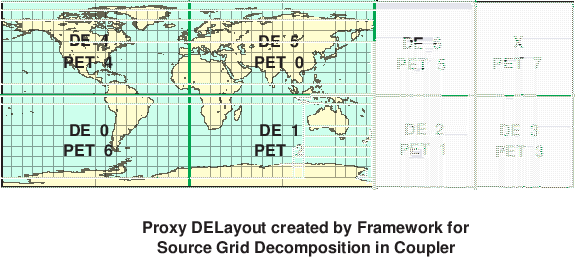 DE 4 DE 5 DE 6 X
PET 4 PET 0 PET 5 PET 7
DE 0 DE 1 DE 2 DE 3
PET 6 PET 2 PET 1 PET 3
Proxy DELayout created by Framework for
Source Grid Decomposition in Coupler